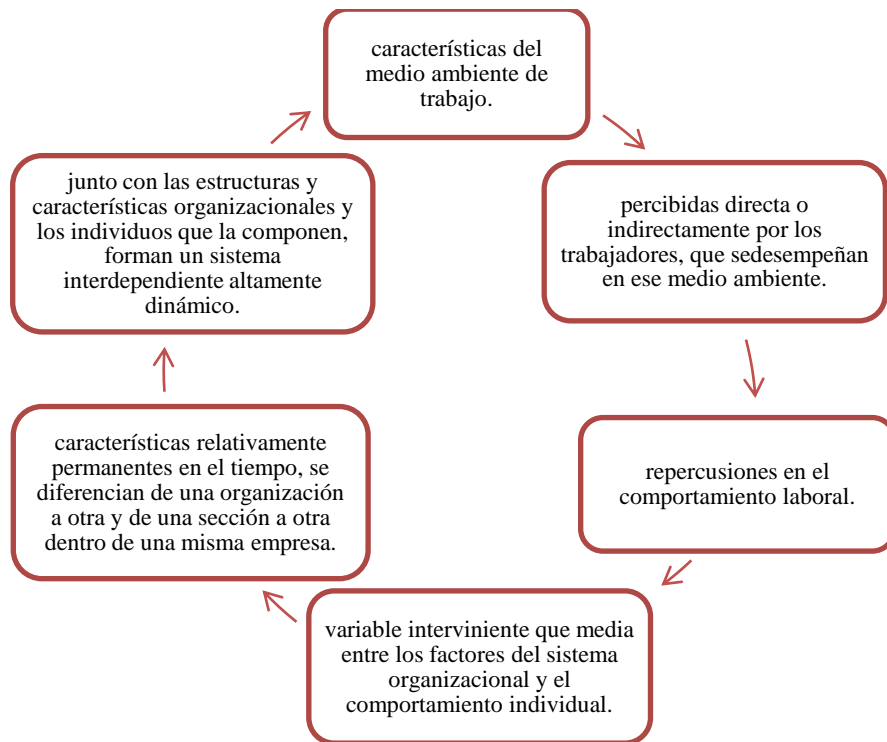 características del
medio ambiente de
trabajo.
percibidas directa o
indirectamente por los
trabajadores, que sedesempeñan
en ese medio ambiente.
repercusiones en el
comportamiento laboral.
variable interviniente que media
entre los factores del sistema
organizacional y el
comportamiento individual.
características relativamente
permanentes en el tiempo, se
diferencian de una organización
a otra y de una sección a otra
dentro de una misma empresa.
junto con las estructuras y
características organizacionales y
los individuos que la componen,
forman un sistema
interdependiente altamente
dinámico.